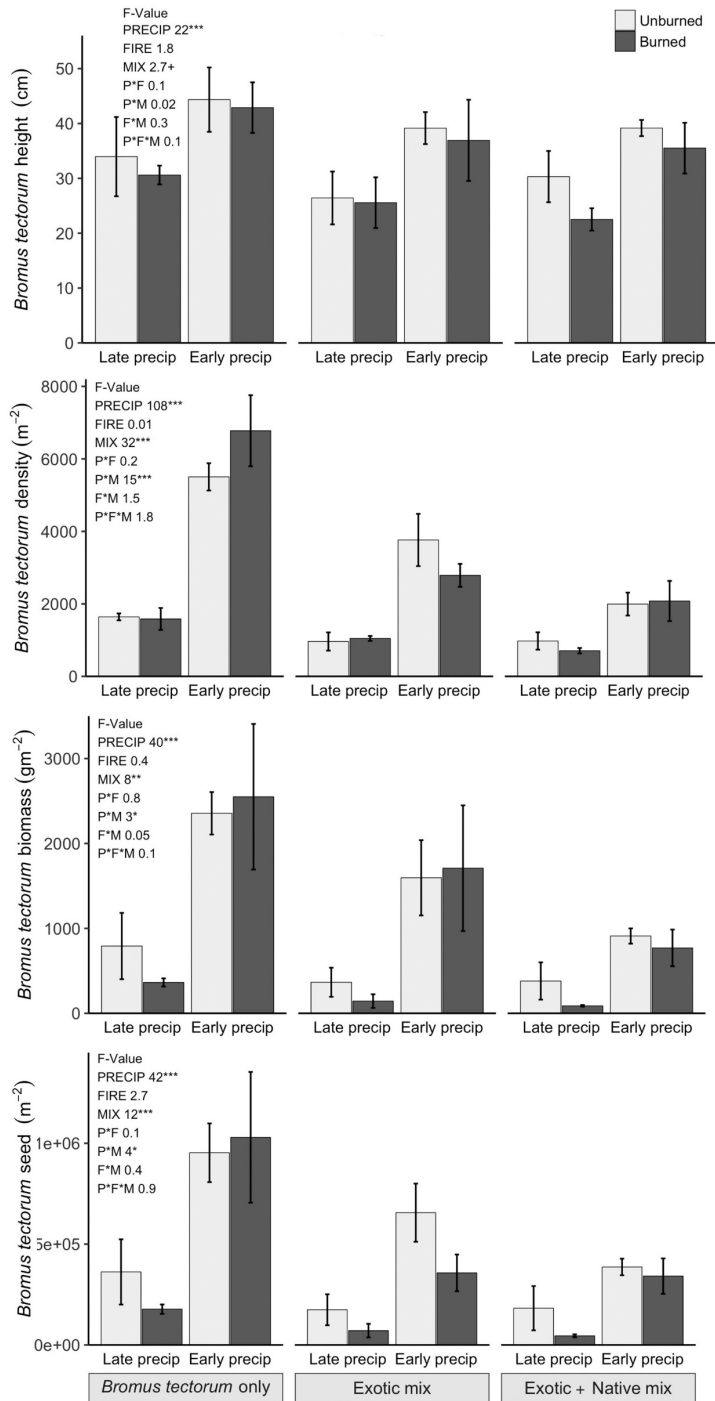 F-Value
PRECIP 22***
FIRE 1.8
MIX 2.7+
P*F 0.1
P*M 0.02
F*M 0.3
P*F*M 0.1
Unburned
Burned
Bromus tectorum height (cm)
50
40
30
20
10
0
Late precip Early precip Late precip Early precip Late precip Early precip
F-Value
PRECIP 108***
FIRE 0.01
MIX 32***
P*F 0.2
P*M 15***
F*M 1.5
P*F*M 1.8
Bromus tectorum density (m⁻²)
8000
6000
4000
2000
0
Late precip Early precip Late precip Early precip Late precip Early precip
F-Value
PRECIP 40***
FIRE 0.4
MIX 8**
P*F 0.8
P*M 3*
F*M 0.05
P*F*M 0.1
Bromus tectorum biomass (gm⁻²)
3000
2000
1000
0
Late precip Early precip Late precip Early precip Late precip Early precip
F-Value
PRECIP 42***
FIRE 2.7
MIX 12***
P*F 0.1
P*M 4*
F*M 0.4
P*F*M 0.9
Bromus tectorum seed (m⁻²)
1e+06
5e+05
0e+00
Late precip Early precip Late precip Early precip Late precip Early precip
Bromus tectorum only Exotic mix Exotic + Native mix